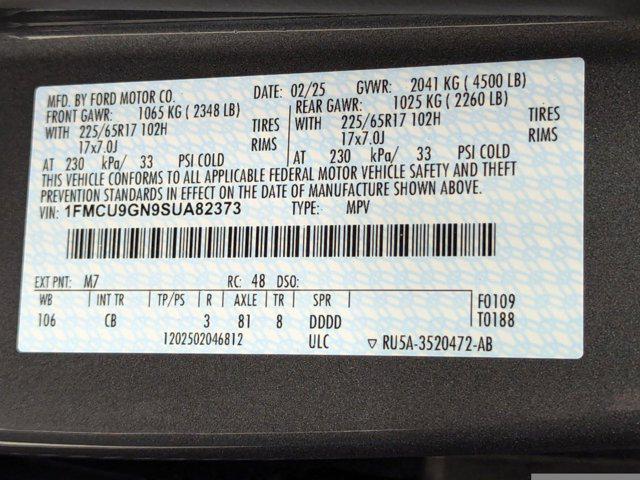 MFD. BY FORD MOTOR CO. DATE: 02/25 GVWR: 2041 KG (4500 LB)
FRONT GAWR: 1065 KG (2348 LB) REAR GAWR: 1025 KG (2260 LB)
WITH 225/65R17 102H TIRES WITH 225/65R17 102H TIRES
17x7.0J RIMS 17x7.0J RIMS
AT 230 kPa/ 33 PSI COLD AT 230 kPa/ 33 PSI COLD
THIS VEHICLE CONFORMS TO ALL APPLICABLE FEDERAL MOTOR VEHICLE SAFETY AND THEFT
PREVENTION STANDARDS IN EFFECT ON THE DATE OF MANUFACTURE SHOWN ABOVE.
VIN: 1FMCU9GN9SUA82373 TYPE: MPV
EXT PNT: M7 RC: 48 DSO:
WB INT TR TP/PS R AXLE TR SPR F0109
106 CB 3 81 8 DDDD T0188
1202502046812 ULC ▽ RU5A-3520472-AB